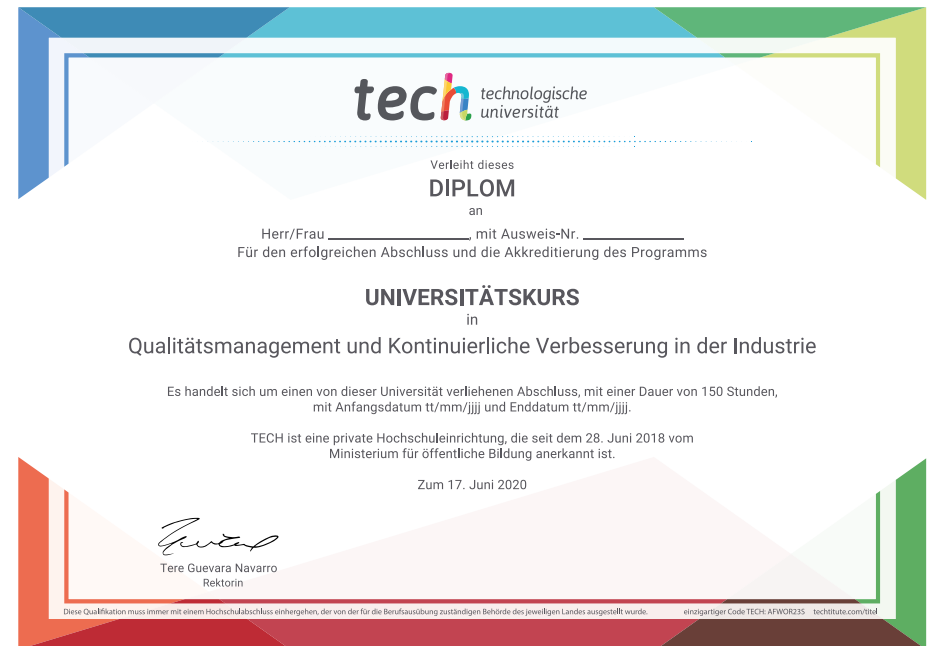 tech technologische
universität
Verleiht dieses
DIPLOM
an
Herr/Frau ____________________, mit Ausweis-Nr. ______________
Für den erfolgreichen Abschluss und die Akkreditierung des Programms
UNIVERSITÄTSKURS
in
Qualitätsmanagement und Kontinuierliche Verbesserung in der Industrie
Es handelt sich um einen von dieser Universität verliehenen Abschluss, mit einer Dauer von 150 Stunden,
mit Anfangsdatum tt/mm/jjjj und Enddatum tt/mm/jjjj.
TECH ist eine private Hochschuleinrichtung, die seit dem 28. Juni 2018 vom
Ministerium für öffentliche Bildung anerkannt ist.
Zum 17. Juni 2020
Tere Guevara Navarro
Rektorin
Diese Qualifikation muss immer mit einem Hochschulabschluss einhergehen, der von der für die Berufsausübung zuständigen Behörde des jeweiligen Landes ausgestellt wurde. einzigartiger Code TECH: AFWOR23S techtitute.com/titel